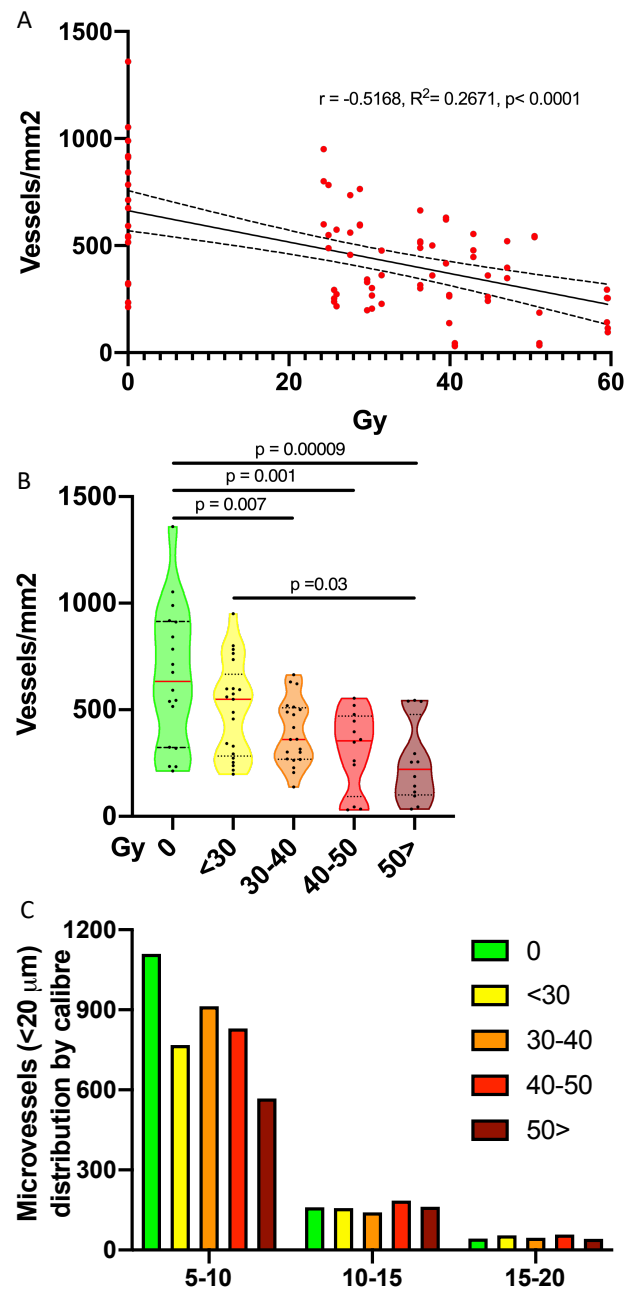 A
1500
1000
500
0
Vessels/mm2
r = -0.5168, R2= 0.2671, p< 0.0001
0 20 40 60
Gy
B
p = 0.00009
p = 0.001
p = 0.007
p =0.03
1500
1000
500
0
Vessels/mm2
Gy 0 <30 30-40 40-50 50>
C
1200
900
600
300
0
Microvessels (<20 μm)
distribution by calibre
0
<30
30-40
40-50
50>
5-10 10-15 15-20